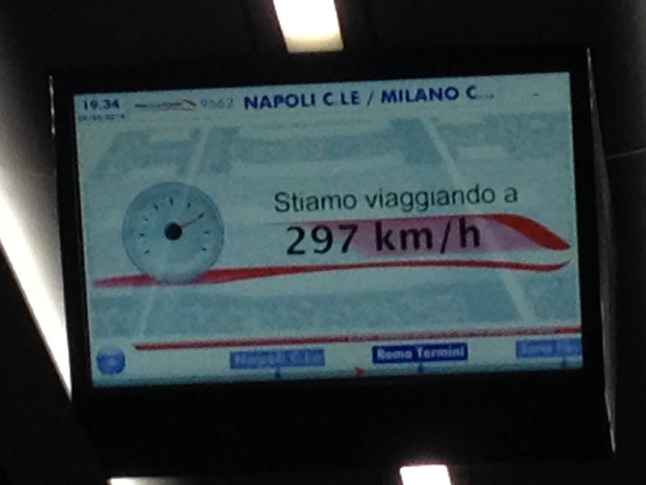 19.34 9562 NAPOLI C.LE / MILANO C...
Stiamo viaggiando a
297 km/h
Napoli C.Le Roma Termini